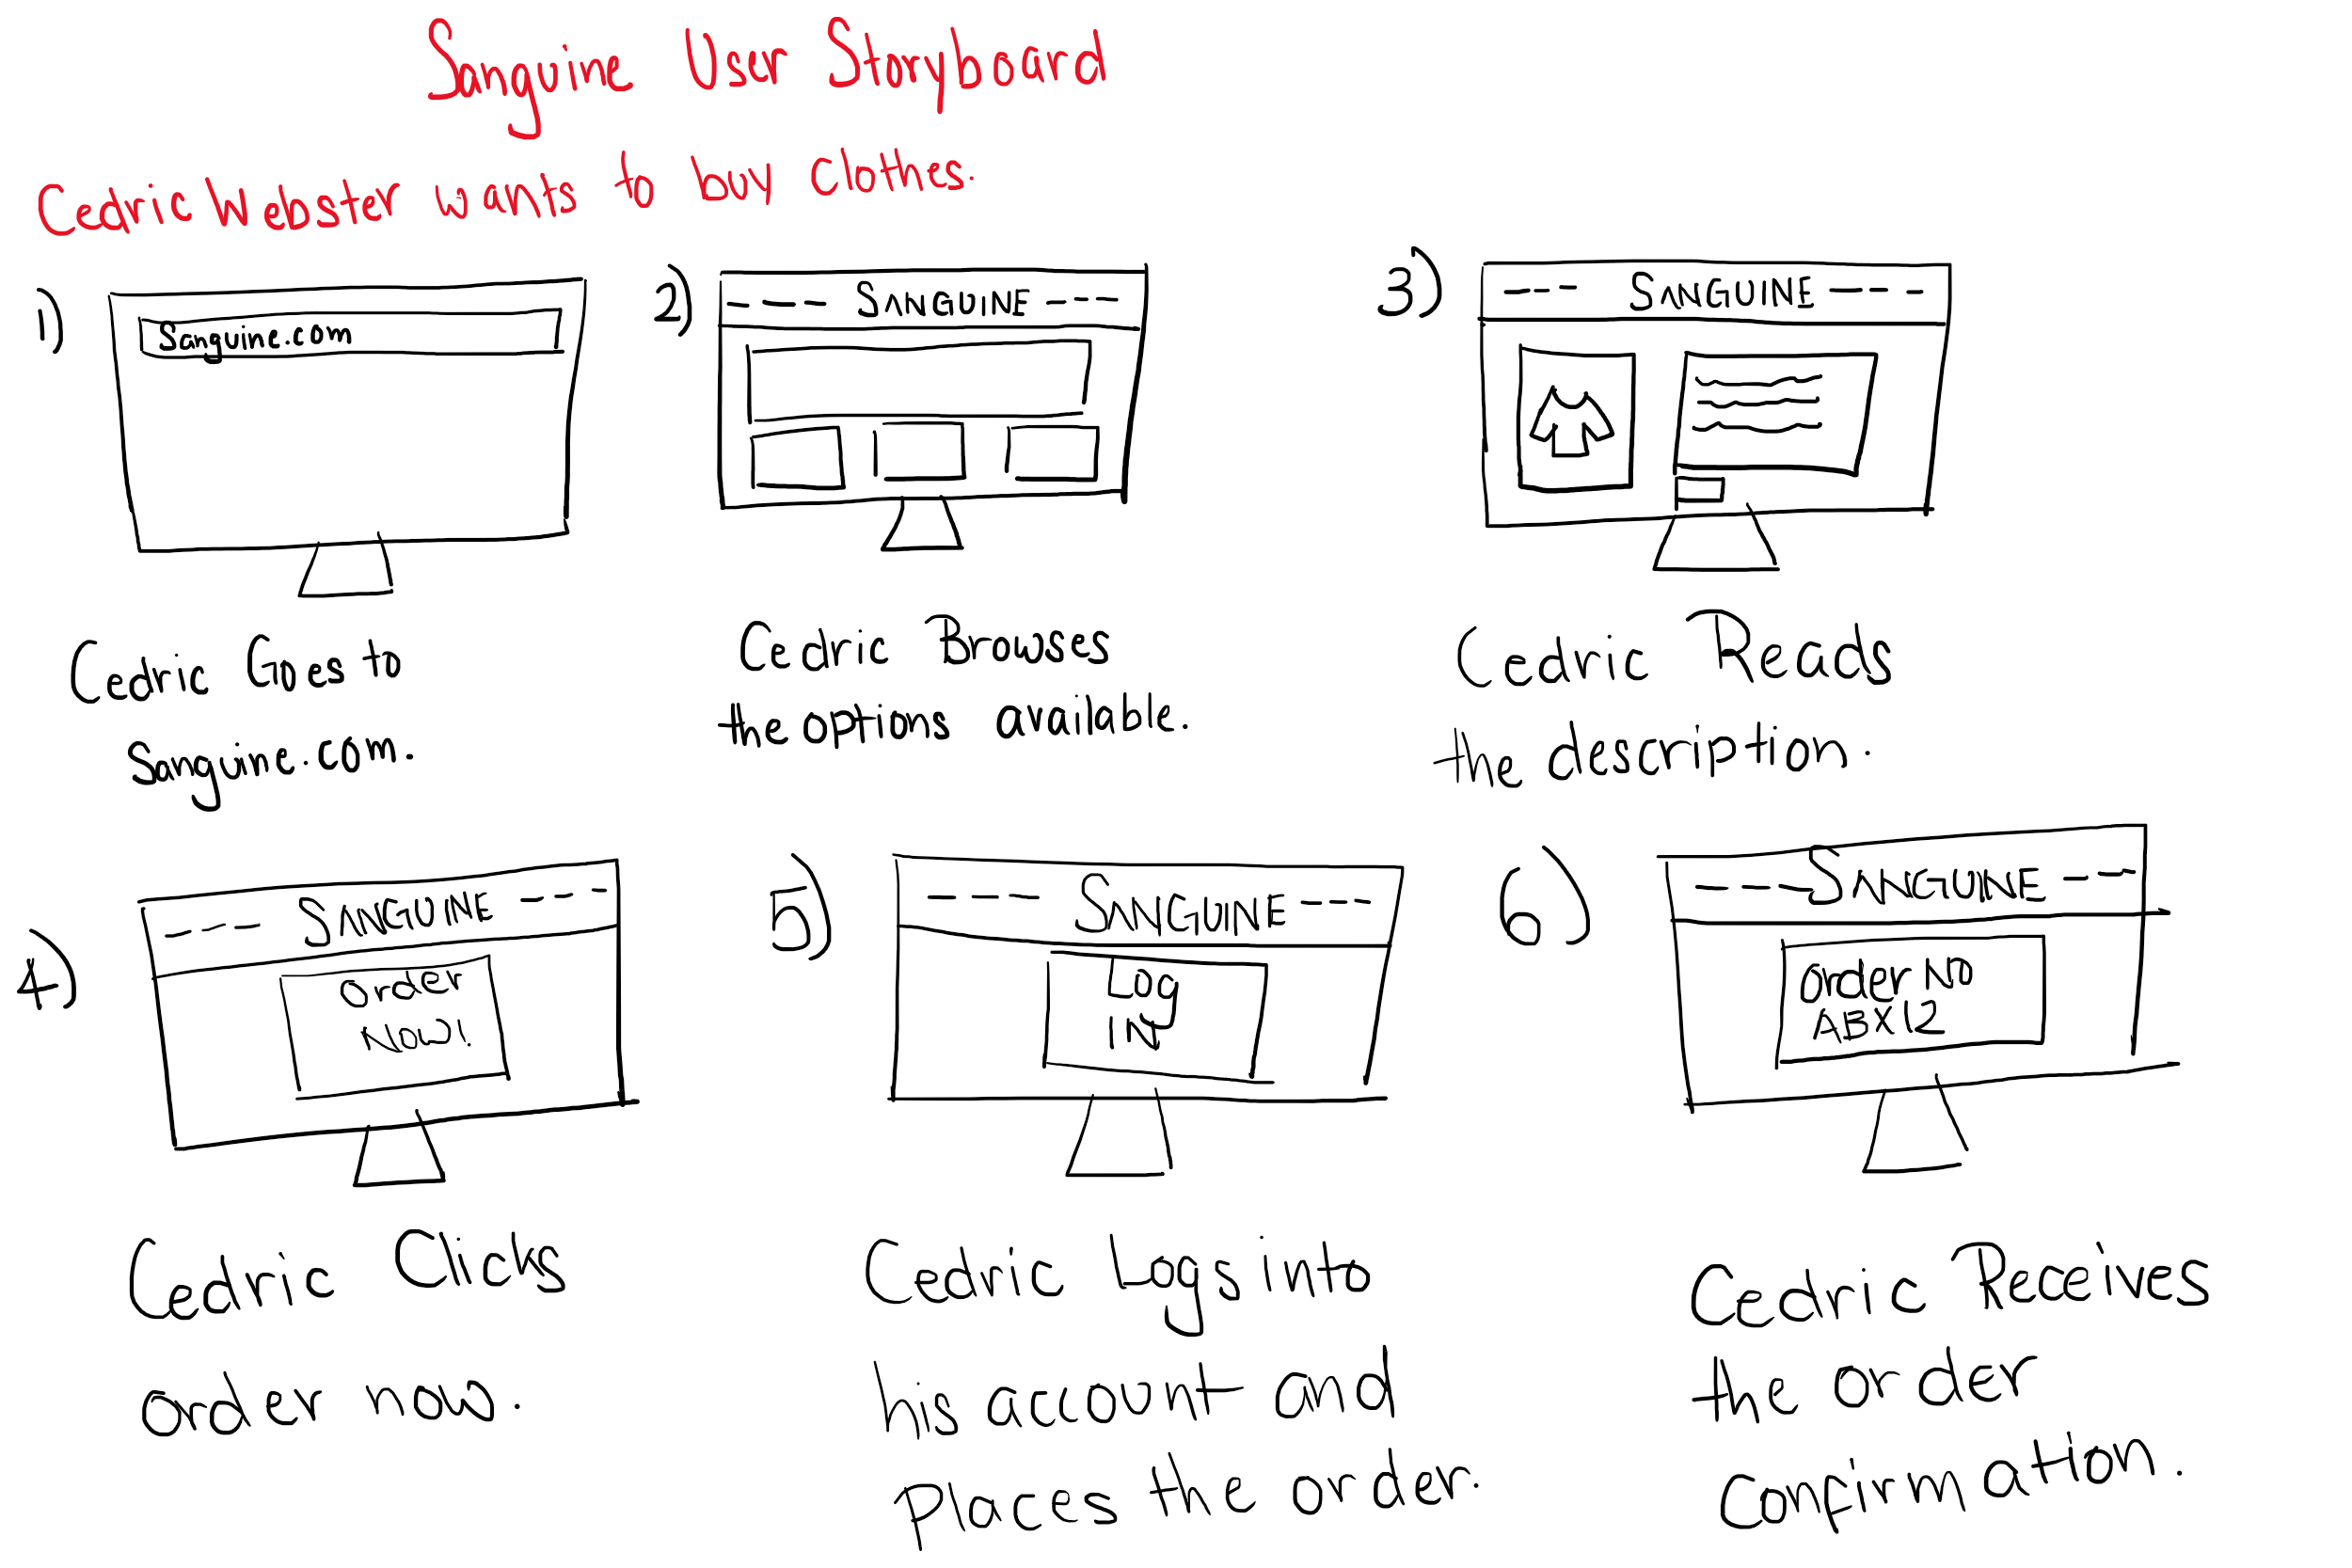 Sanguine User Storyboard
Cedric Webster wants to buy clothes.
1)
Sanguine.com
Cedric Goes to
Sanguine.com.
2)
SANGUINE
Cedric Browses
the options available.
3)
SANGUINE
Cedric Reads
the description.
4)
SANGUINE
Order
Now!
Cedric Clicks
order now.
5)
SANGUINE
LOG
IN
Cedric Logs into
his account and
places the order.
6)
SANGUINE
Order NO
ABX12
Cedric Receives
the order
confirmation.